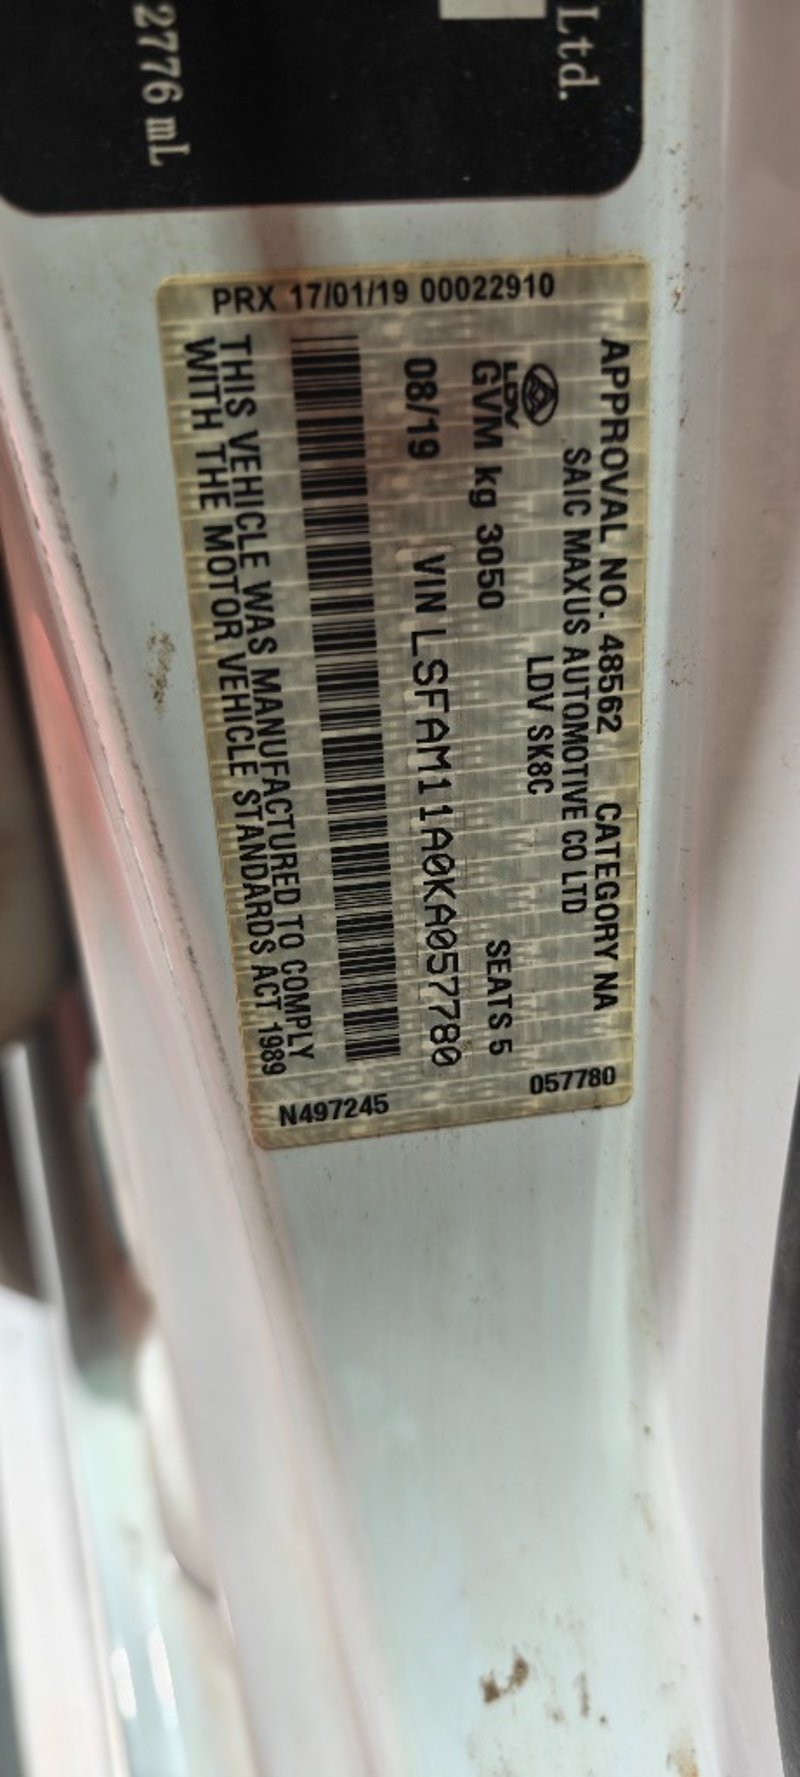 Ltd.
2776 mL
PRX 17/01/19 00022910
APPROVAL NO. 48562 CATEGORY NA
SAIC MAXUS AUTOMOTIVE CO LTD
LDV
LDV SK8C
GVM kg 3050 SEATS 5
08/19 VIN LSFAM11A0KA057780
THIS VEHICLE WAS MANUFACTURED TO COMPLY
WITH THE MOTOR VEHICLE STANDARDS ACT 1989
057780
N497245